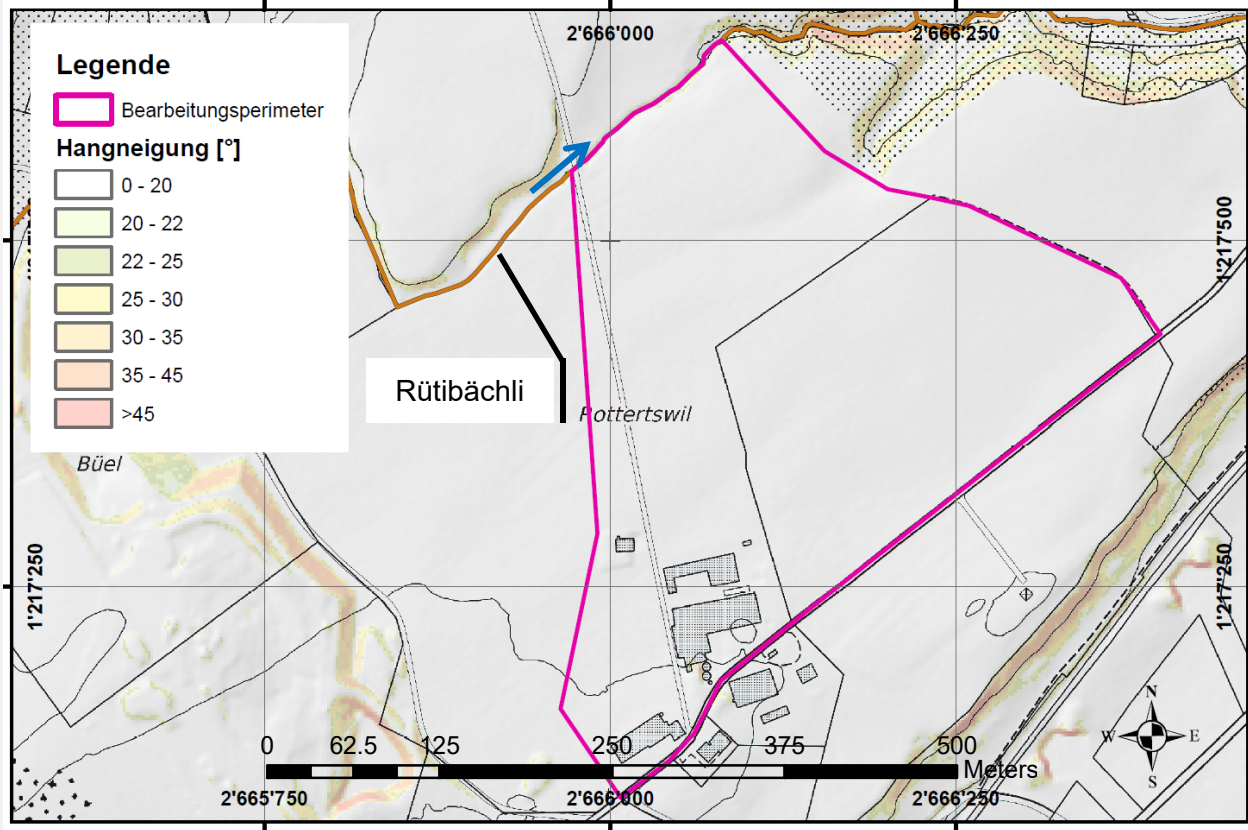 2'666'000
2'666'250
Legende
Bearbeitungsperimeter
Hangneigung [°]
0 - 20
20 - 22
22 - 25
25 - 30
30 - 35
35 - 45
>45
1'217'500
Rütibächli
Rottertswil
Büel
1'217'250
1'217'250
N
W
E
S
0
62.5
125
250
375
500
Meters
2'665'750
2'666'000
2'666'250